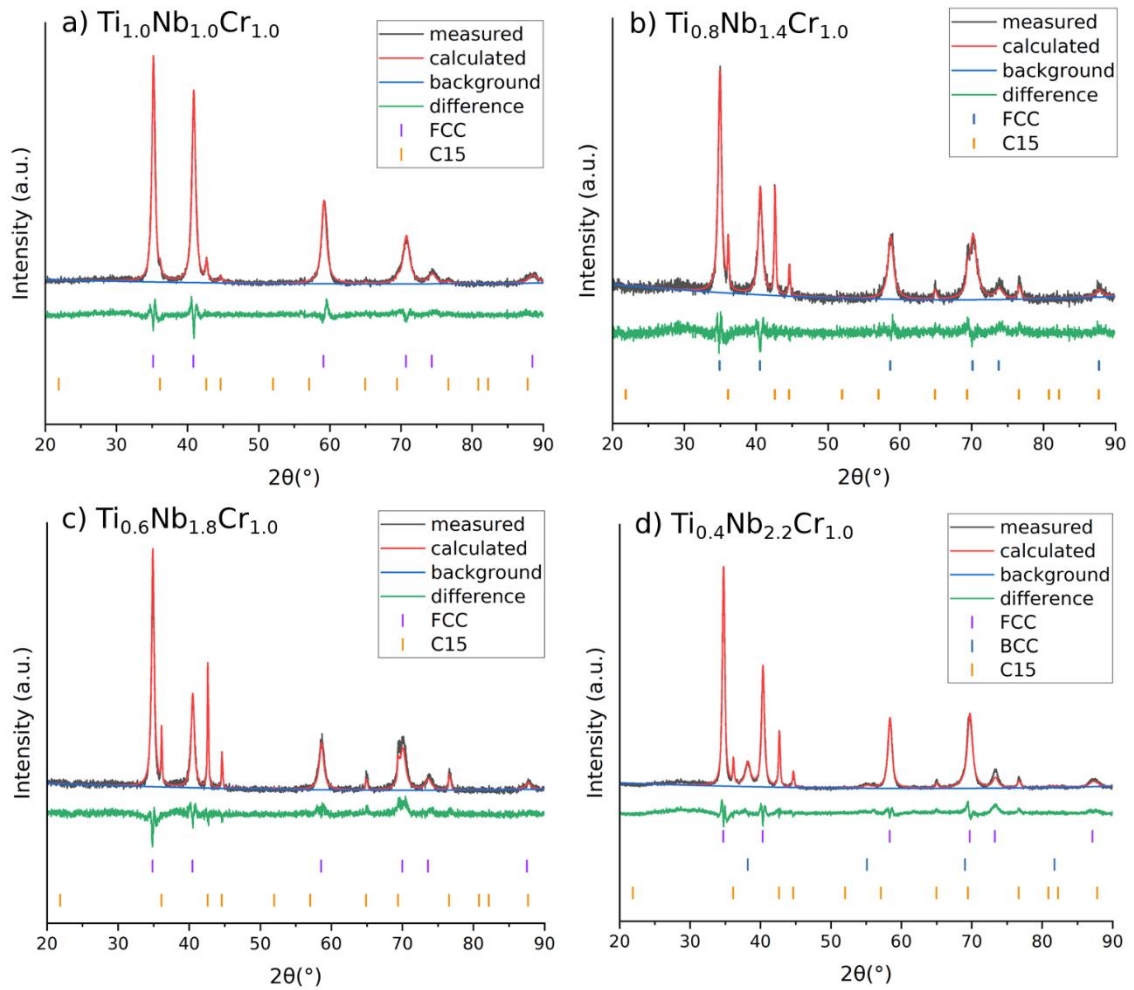 a) Ti₁.₀Nb₁.₀Cr₁.₀
measured
calculated
background
difference
FCC
C15
Intensity (a.u.)
20 30 40 50 60 70 80 90
2θ(°)
b) Ti₀.₈Nb₁.₄Cr₁.₀
measured
calculated
background
difference
FCC
C15
Intensity (a.u.)
20 30 40 50 60 70 80 90
2θ(°)
c) Ti₀.₆Nb₁.₈Cr₁.₀
measured
calculated
background
difference
FCC
C15
Intensity (a.u.)
20 30 40 50 60 70 80 90
2θ(°)
d) Ti₀.₄Nb₂.₂Cr₁.₀
measured
calculated
background
difference
FCC
BCC
C15
Intensity (a.u.)
20 30 40 50 60 70 80 90
2θ(°)